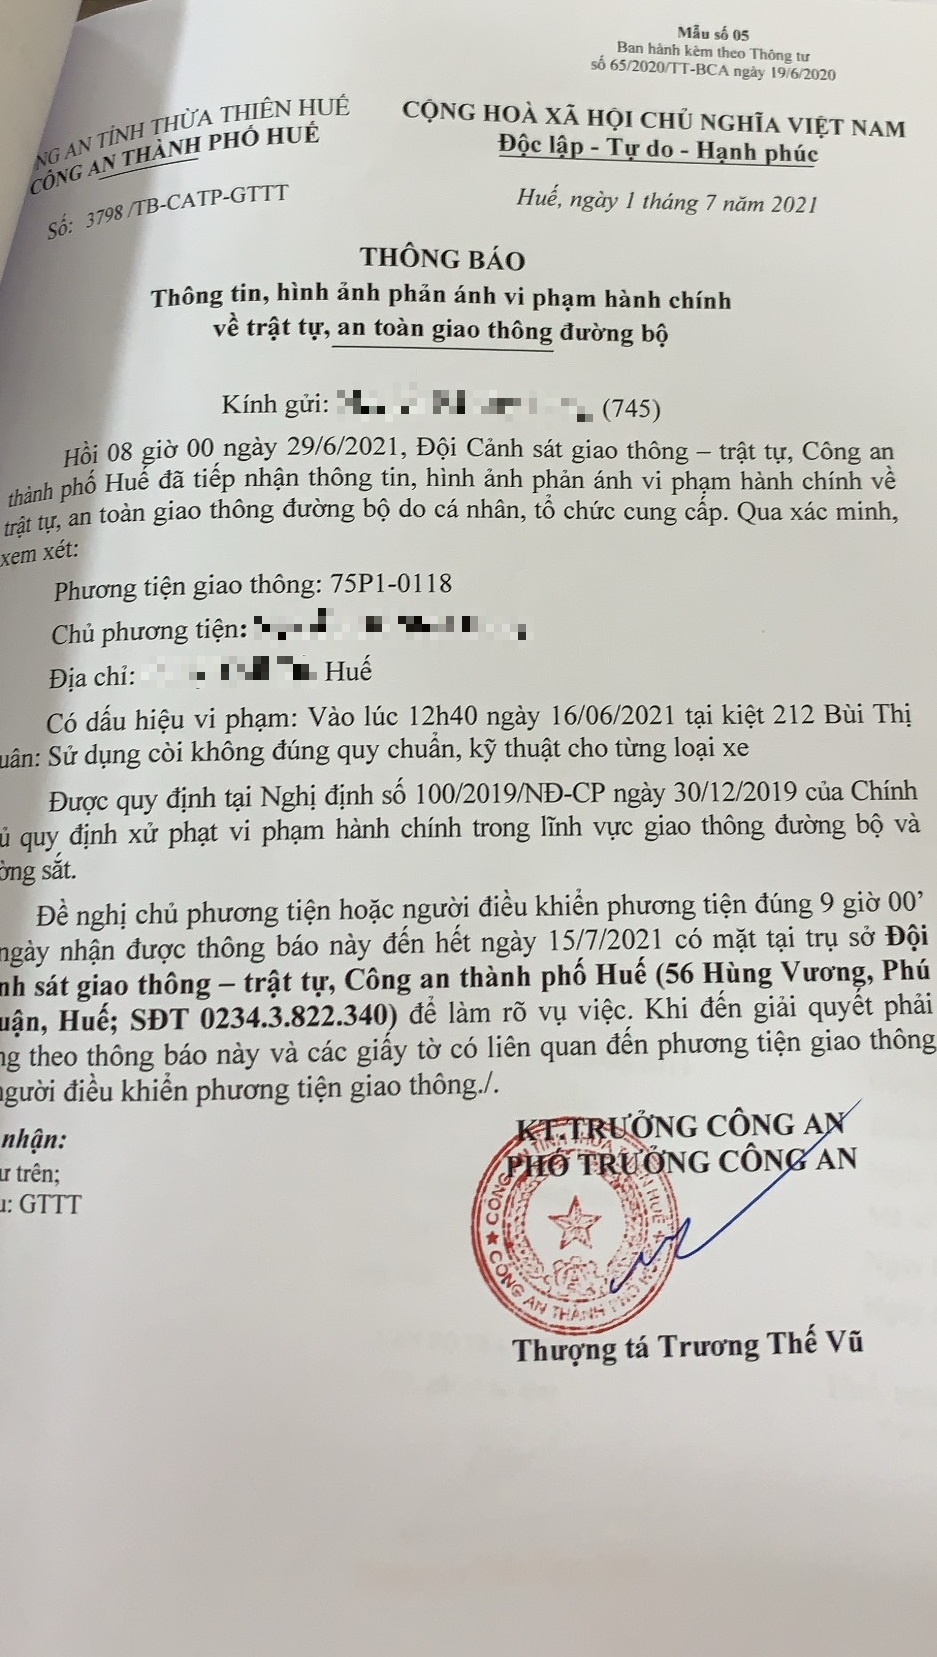 Mẫu số 05
Ban hành kèm theo Thông tư
số 65/2020/TT-BCA ngày 19/6/2020
NG AN TỈNH THỪA THIÊN HUẾ
CÔNG AN THÀNH PHỐ HUẾ
Số: 3798 /TB-CATP-GTTT
CỘNG HOÀ XÃ HỘI CHỦ NGHĨA VIỆT NAM
Độc lập - Tự do - Hạnh phúc
Huế, ngày 1 tháng 7 năm 2021
THÔNG BÁO
Thông tin, hình ảnh phản ánh vi phạm hành chính
về trật tự, an toàn giao thông đường bộ
Kính gửi: (745)
Hồi 08 giờ 00 ngày 29/6/2021, Đội Cảnh sát giao thông – trật tự, Công an
thành phố Huế đã tiếp nhận thông tin, hình ảnh phản ánh vi phạm hành chính về
trật tự, an toàn giao thông đường bộ do cá nhân, tổ chức cung cấp. Qua xác minh,
xem xét:
Phương tiện giao thông: 75P1-0118
Chủ phương tiện:
Địa chỉ: Huế
Có dấu hiệu vi phạm: Vào lúc 12h40 ngày 16/06/2021 tại kiệt 212 Bùi Thị
uân: Sử dụng còi không đúng quy chuẩn, kỹ thuật cho từng loại xe
Được quy định tại Nghị định số 100/2019/NĐ-CP ngày 30/12/2019 của Chính
ủ quy định xử phạt vi phạm hành chính trong lĩnh vực giao thông đường bộ và
ờng sắt.
Đề nghị chủ phương tiện hoặc người điều khiển phương tiện đúng 9 giờ 00’
ngày nhận được thông báo này đến hết ngày 15/7/2021 có mặt tại trụ sở Đội
nh sát giao thông – trật tự, Công an thành phố Huế (56 Hùng Vương, Phú
uận, Huế; SĐT 0234.3.822.340) để làm rõ vụ việc. Khi đến giải quyết phải
ng theo thông báo này và các giấy tờ có liên quan đến phương tiện giao thông
người điều khiển phương tiện giao thông./.
nhận:
ư trên;
u: GTTT
KT.TRƯỞNG CÔNG AN
PHÓ TRƯỞNG CÔNG AN
CÔNG AN TỈNH THỪA THIÊN HUẾ
CÔNG AN THÀNH PHỐ HUẾ
Thượng tá Trương Thế Vũ